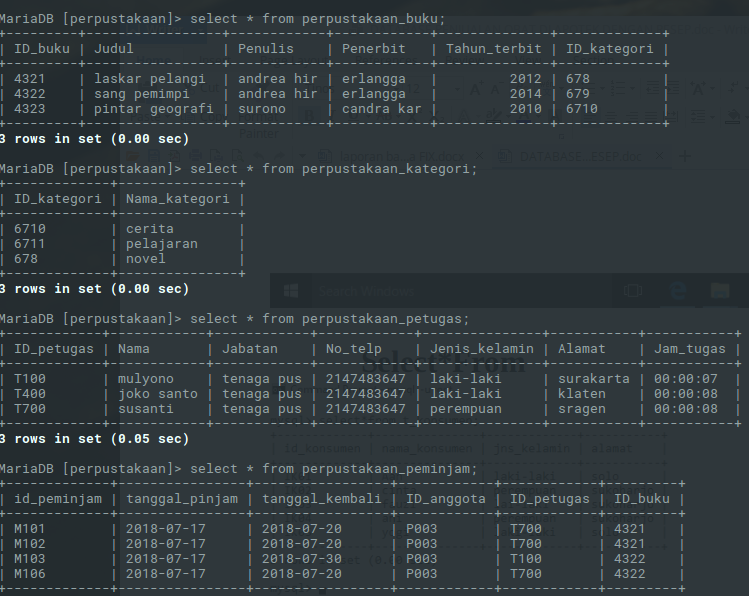 MariaDB [perpustakaan]> select * from perpustakaan_buku;
| ID_buku | Judul | Penulis | Penerbit | Tahun_terbit | ID_kategori |
| 4321 | laskar pelangi | andrea hir | erlangga | 2012 | 678 |
| 4322 | sang pemimpi | andrea hir | erlangga | 2014 | 679 |
| 4323 | pintar geografi | surono | candra kar | 2010 | 6710 |
3 rows in set (0.00 sec)
MariaDB [perpustakaan]> select * from perpustakaan_kategori;
| ID_kategori | Nama_kategori |
| 6710 | cerita |
| 6711 | pelajaran |
| 678 | novel |
3 rows in set (0.00 sec)
Search Windows
MariaDB [perpustakaan]> select * from perpustakaan_petugas;
| ID_petugas | Nama | Jabatan | No_telp | Jenis_kelamin | Alamat | Jam_tugas |
Select*From
| T100 | mulyono | tenaga pus | 2147483647 | laki-laki | surakarta | 00:00:07 |
| T400 | joko santo | tenaga pus | 2147483647 | laki-laki | klaten | 00:00:08 |
| T700 | susanti | tenaga pus | 2147483647 | perempuan | sragen | 00:00:08 |
3 rows in set (0.05 sec)
id_konsumen | nama_konsumen | jns_kelamin | alamat
MariaDB [perpustakaan]> select * from perpustakaan_peminjam;
| id_peminjam | tanggal_pinjam | tanggal_kembali | ID_anggota | ID_petugas | ID_buku |
| M101 | 2018-07-17 | 2018-07-20 | P003 | T700 | 4321 |
| M102 | 2018-07-17 | 2018-07-20 | P003 | T700 | 4321 |
| M103 | 2018-07-17 | 2018-07-30 | P003 | T100 | 4322 |
| M106 | 2018-07-17 | 2018-07-20 | P003 | T700 | 4322 |